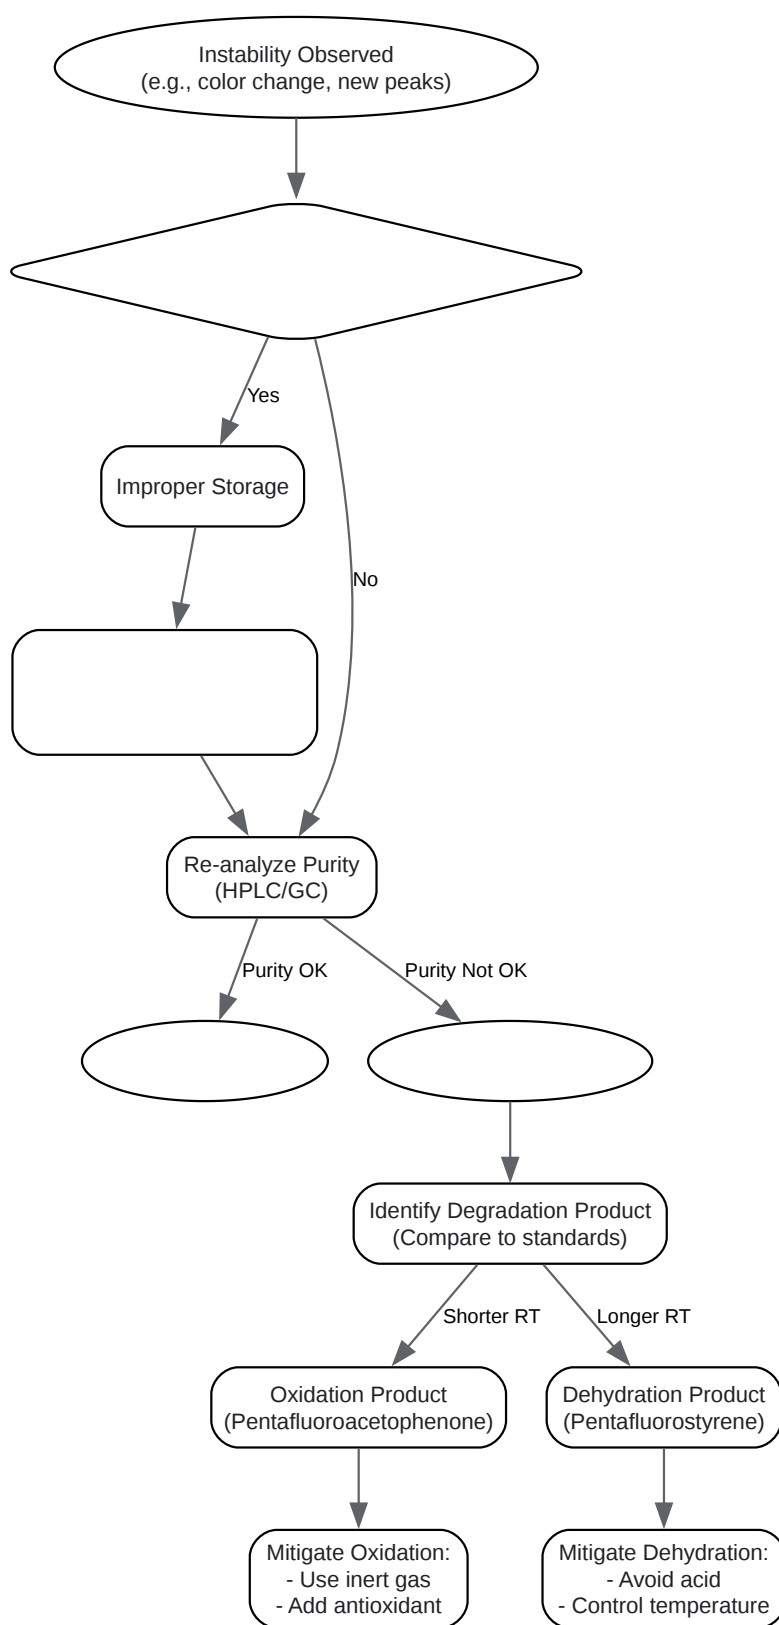 Instability Observed
(e.g., color change, new peaks)
Yes
Improper Storage
No
Re-analyze Purity
(HPLC/GC)
Purity OK
Purity Not OK
Identify Degradation Product
(Compare to standards)
Shorter RT
Longer RT
Oxidation Product
(Pentafluoroacetophenone)
Dehydration Product
(Pentafluorostyrene)
Mitigate Oxidation:
- Use inert gas
- Add antioxidant
Mitigate Dehydration:
- Avoid acid
- Control temperature